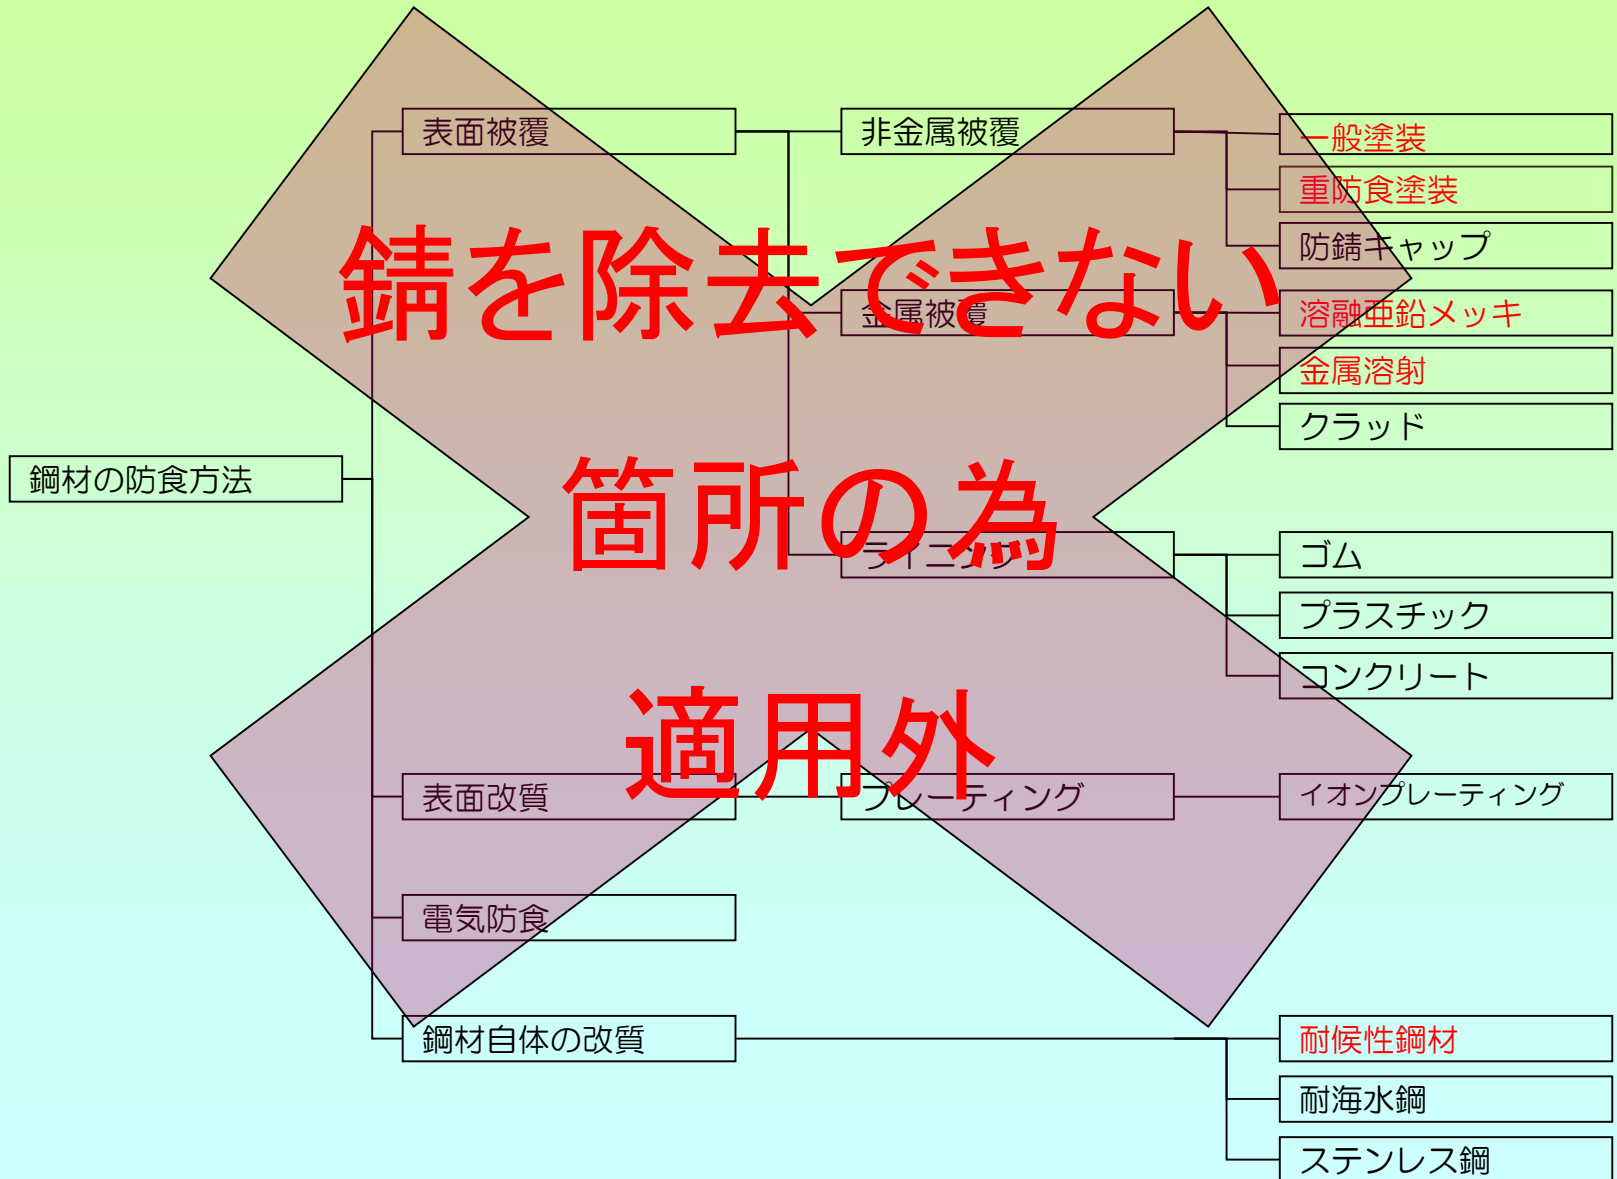 表面被覆
非金属被覆
一般塗装
重防食塗装
防錆キャップ
錆を除去できない
金属被覆
溶融亜鉛メッキ
金属溶射
クラッド
鋼材の防食方法
箇所の為
ライニング
ゴム
プラスチック
コンクリート
適用外
表面改質
プレーティング
イオンプレーティング
電気防食
鋼材自体の改質
耐候性鋼材
耐海水鋼
ステンレス鋼